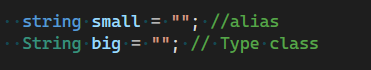 string small = ""; //alias
String big = ""; // Type class